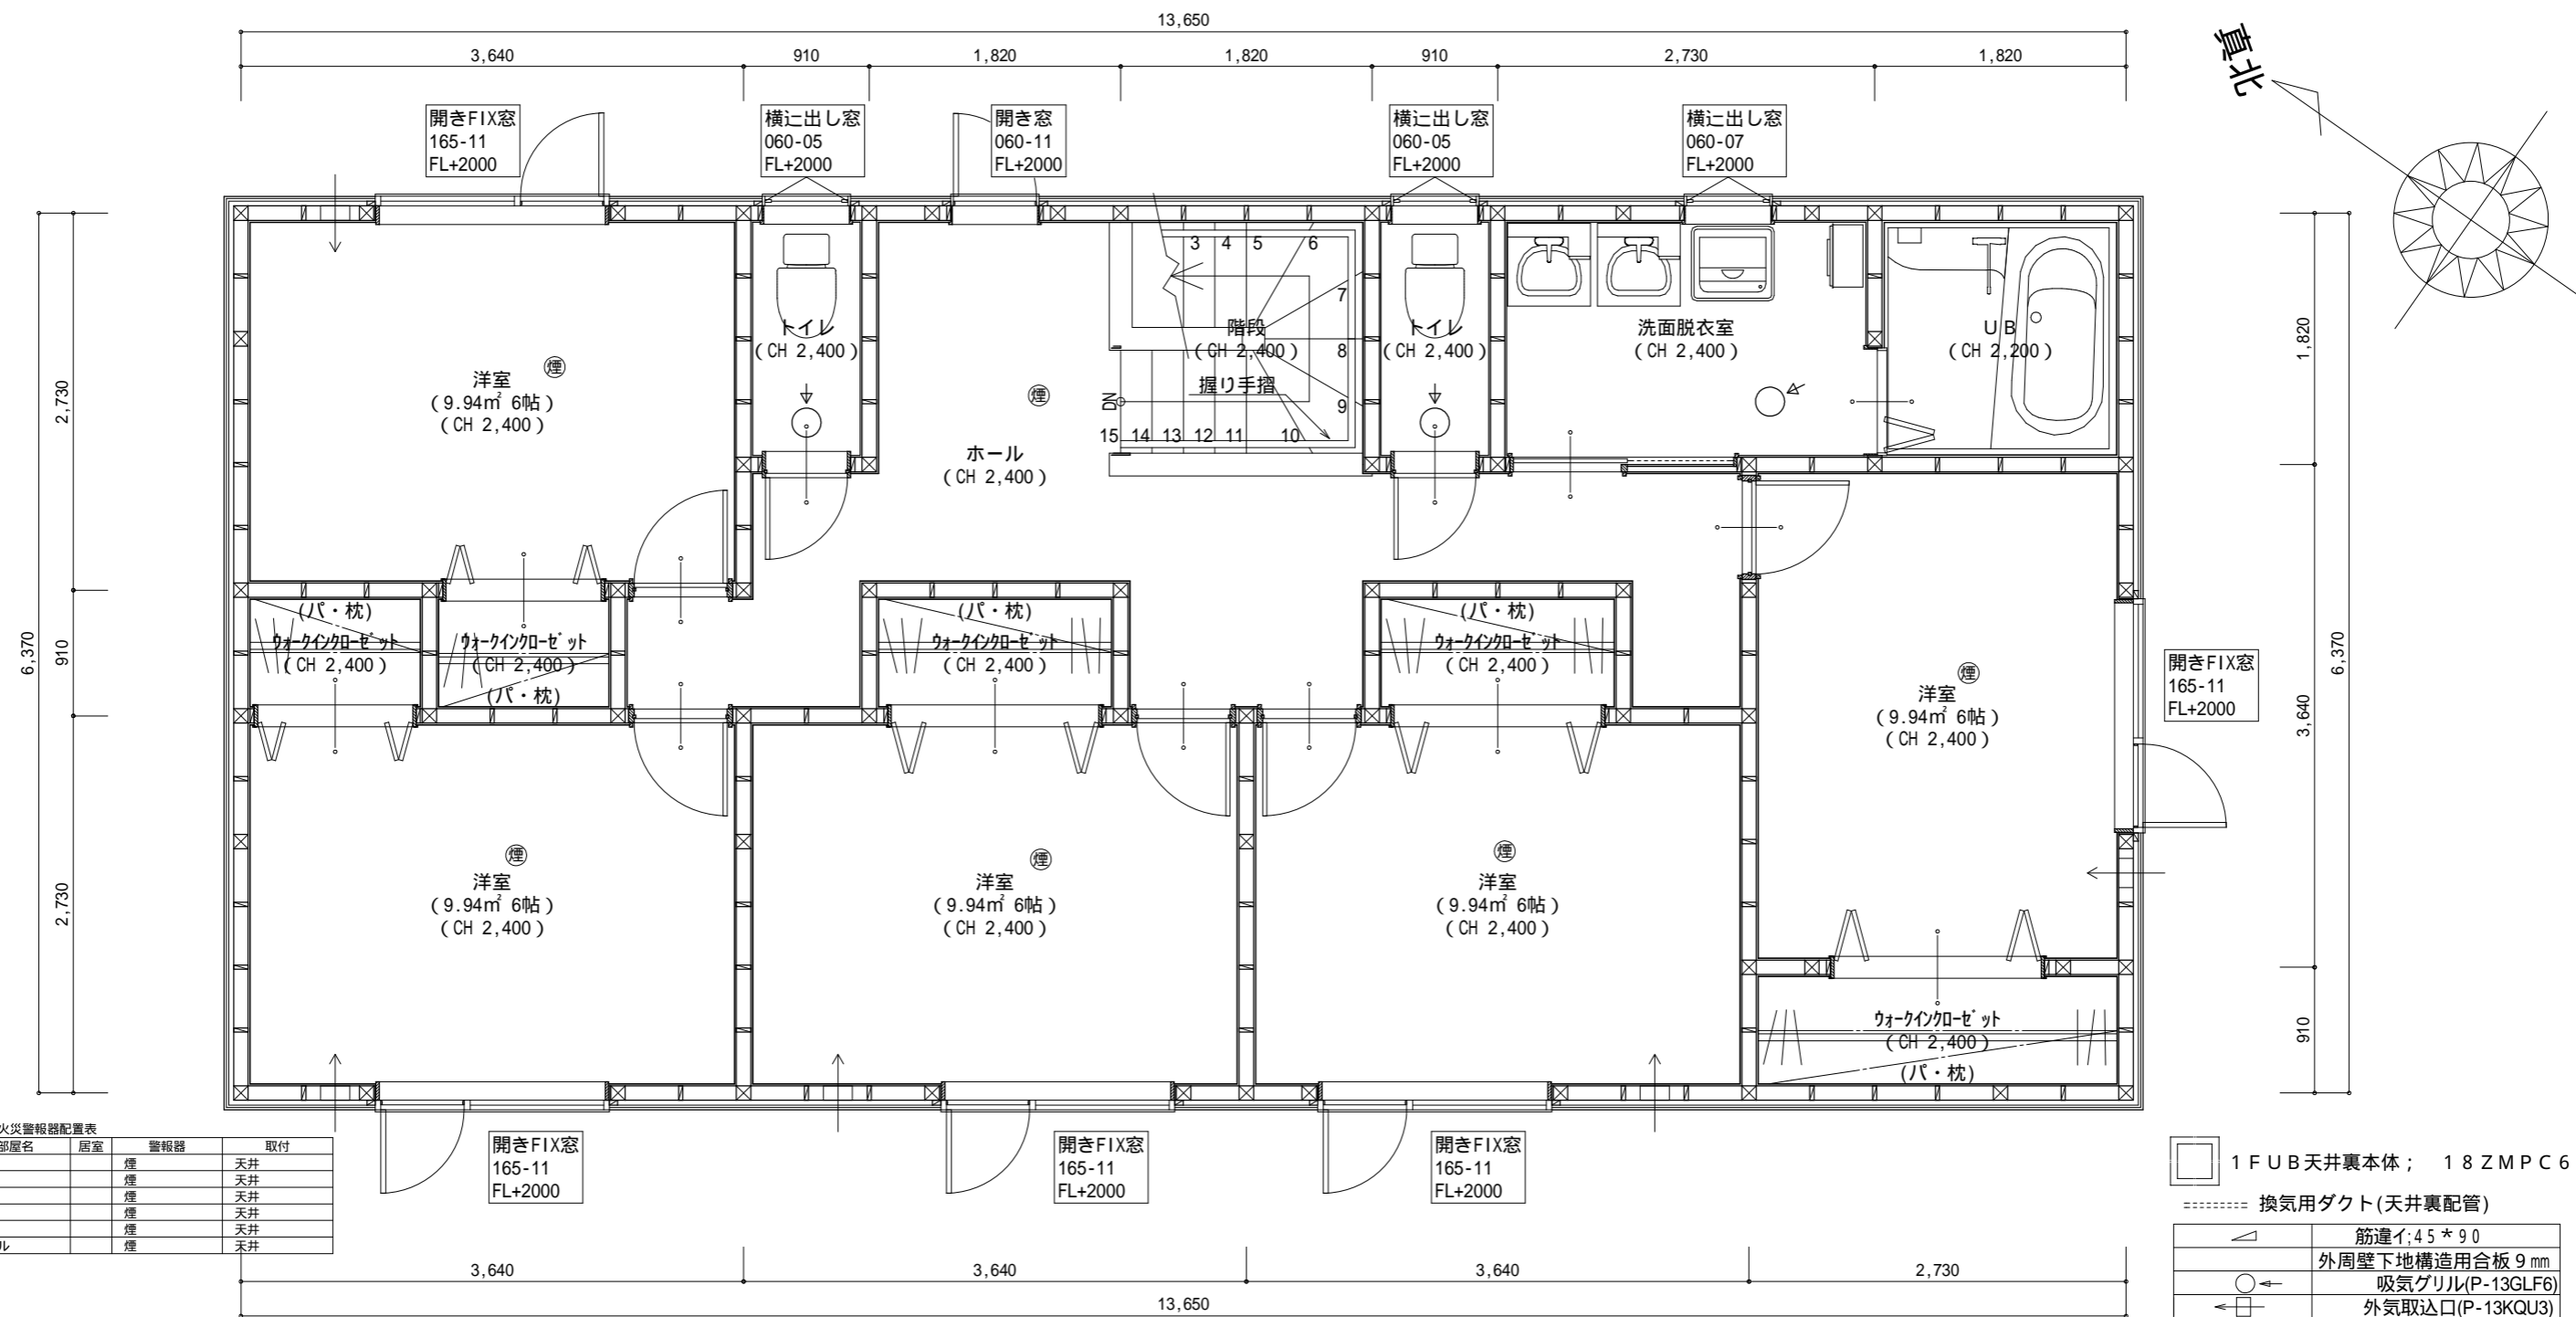 13,650
3,640 910 1,820 1,820 910 2,730 1,820
真北
開きFIX窓
165-11
FL+2000
横辷出し窓
060-05
FL+2000
開き窓
060-11
FL+2000
横辷出し窓
060-05
FL+2000
横辷出し窓
060-07
FL+2000
6,370
2,730
910
2,730
1,820
3,640
910
6,370
洋室
(9.94㎡ 6帖)
(CH 2,400)
煙
トイレ
(CH 2,400)
煙
ホール
(CH 2,400)
3 4 5 6
7
8
9
15 14 13 12 11 10
DN
階段
(CH 2,400)
握り手摺
トイレ
(CH 2,400)
洗面脱衣室
(CH 2,400)
UB
(CH 2,200)
(パ・枕)
ウォークインクローゼット
(CH 2,400)
ウォークインクローゼット
(CH 2,400)
(パ・枕)
(パ・枕)
ウォークインクローゼット
(CH 2,400)
(パ・枕)
ウォークインクローゼット
(CH 2,400)
煙
洋室
(9.94㎡ 6帖)
(CH 2,400)
開きFIX窓
165-11
FL+2000
煙
洋室
(9.94㎡ 6帖)
(CH 2,400)
煙
洋室
(9.94㎡ 6帖)
(CH 2,400)
煙
洋室
(9.94㎡ 6帖)
(CH 2,400)
ウォークインクローゼット
(CH 2,400)
(パ・枕)
火災警報器配置表
部屋名 居室 警報器 取付
煙 天井
煙 天井
煙 天井
煙 天井
煙 天井
ル 煙 天井
開きFIX窓
165-11
FL+2000
開きFIX窓
165-11
FL+2000
開きFIX窓
165-11
FL+2000
3,640 3,640 3,640 2,730
13,650
1FUB天井裏本体; 18ZMPC6
換気用ダクト(天井裏配管)
筋違イ;45*90
外周壁下地構造用合板9㎜
吸気グリル(P-13GLF6)
外気取込口(P-13KQU3)